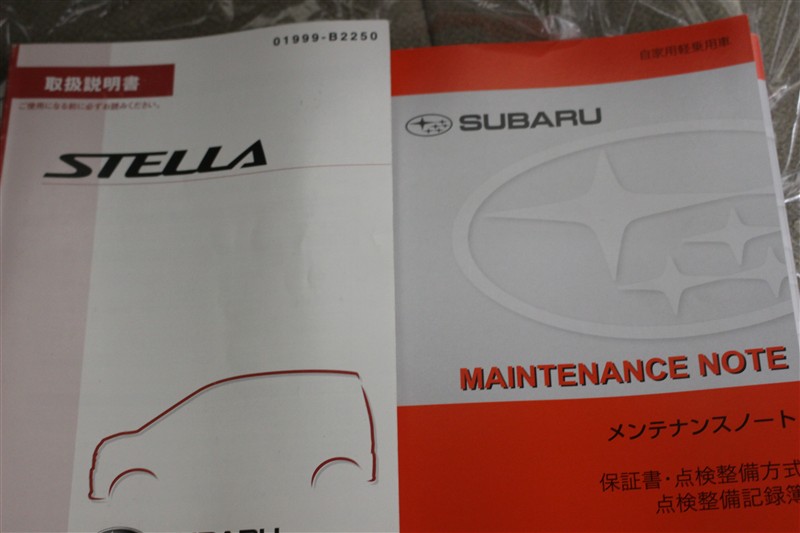 01999-B2250
取扱説明書
ご使用になる前に必ずお読みください。
STELLA
SUBARU
自家用軽乗用車
SUBARU
MAINTENANCE NOTE
メンテナンスノート
保証書・点検整備方式
点検整備記録簿